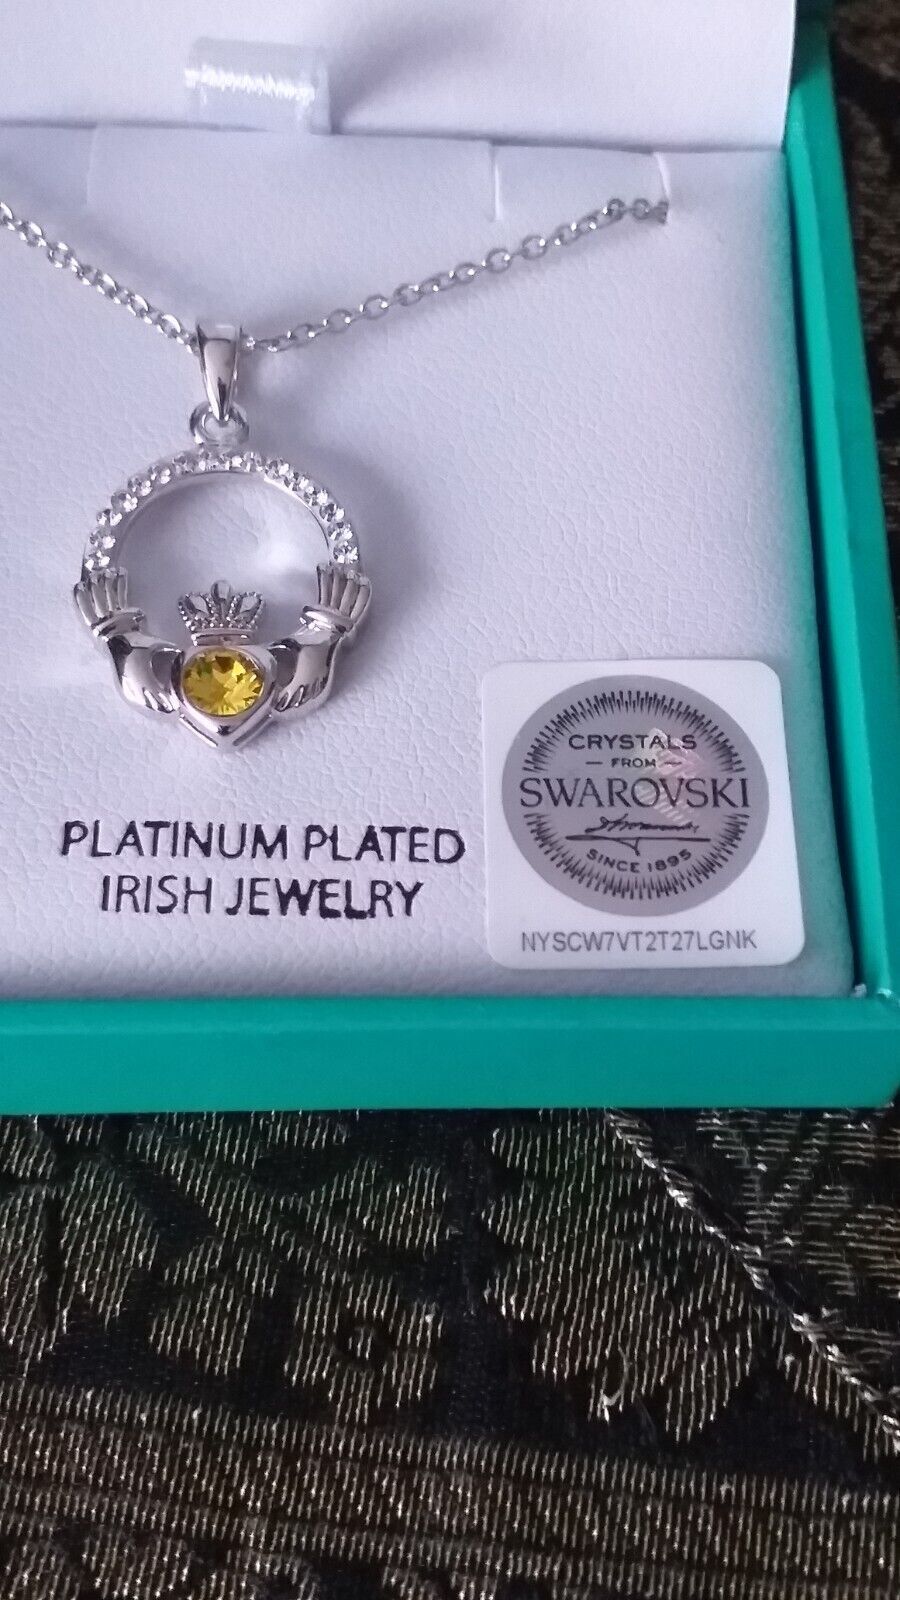 PLATINUM PLATED
IRISH JEWELRY
CRYSTALS
— FROM —
SWAROVSKI
SINCE 1895
NYSCW7VT2T27LGNK